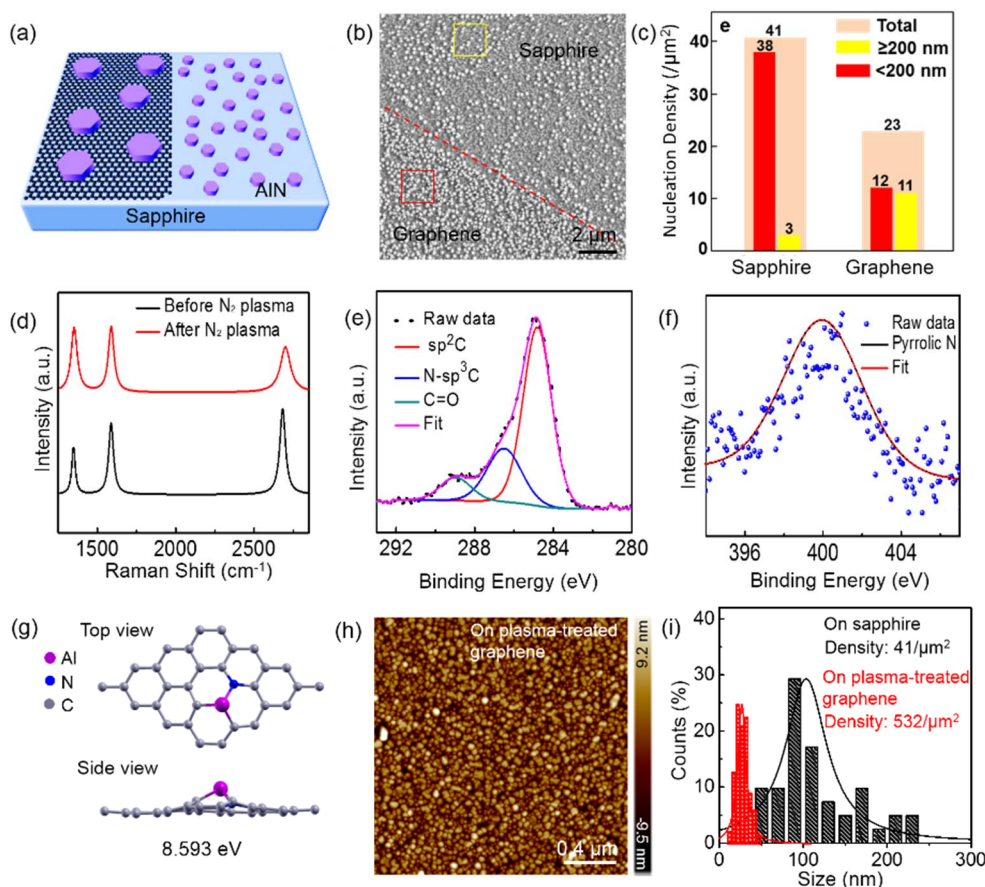 (a)
AlN
Sapphire
(b)
Sapphire
Graphene
2 μm
(c)
e
Total
≥200 nm
<200 nm
Nucleation Density (/μm²)
40
30
20
10
0
41
38
3
23
12
11
Sapphire
Graphene
(d)
Before N₂ plasma
After N₂ plasma
Intensity (a.u.)
1500
2000
2500
Raman Shift (cm⁻¹)
(e)
Raw data
sp²C
N-sp³C
C=O
Fit
Intensity (a.u.)
292
288
284
280
Binding Energy (eV)
(f)
Raw data
Pyrrolic N
Fit
Intensity (a.u.)
396
400
404
Binding Energy (eV)
(g)
Top view
Al
N
C
Side view
8.593 eV
(h)
On plasma-treated
graphene
0.4 μm
9.2 nm
-9.5 nm
(i)
On sapphire
Density: 41/μm²
On plasma-treated
graphene
Density: 532/μm²
Counts (%)
40
30
20
10
0
0
100
200
300
Size (nm)